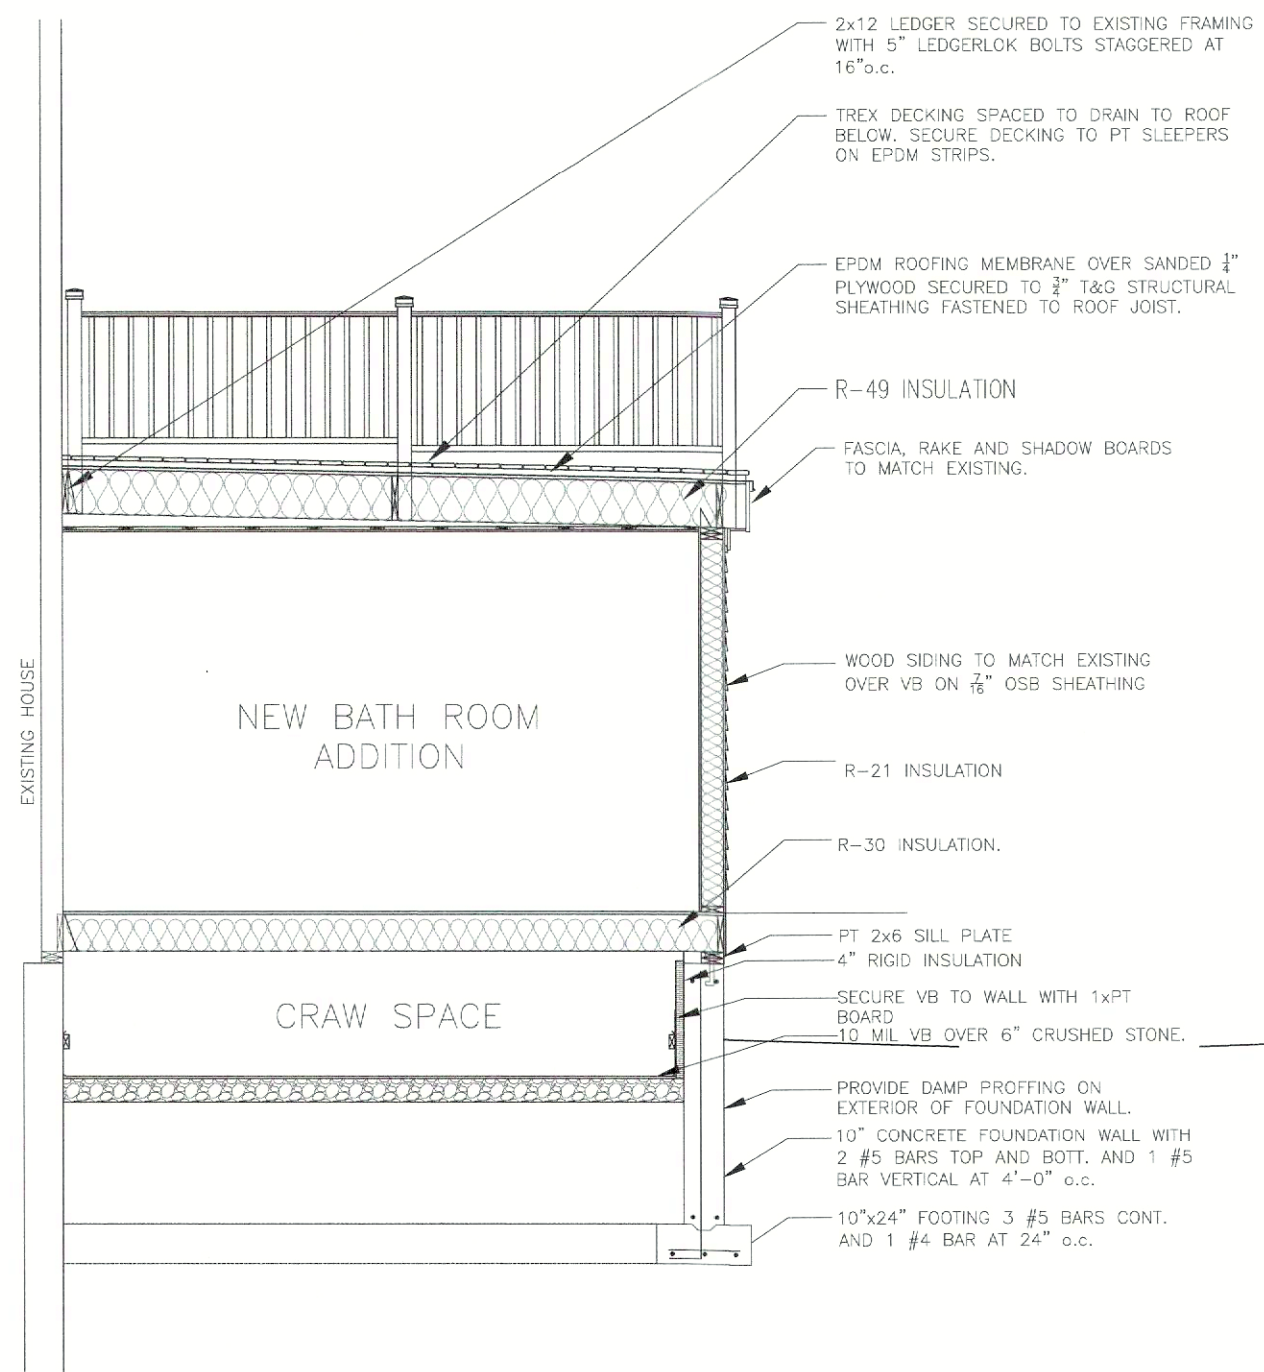 2x12 LEDGER SECURED TO EXISTING FRAMING
WITH 5" LEDGERLOK BOLTS STAGGERED AT
16"o.c.
TREX DECKING SPACED TO DRAIN TO ROOF
BELOW. SECURE DECKING TO PT SLEEPERS
ON EPDM STRIPS.
EPDM ROOFING MEMBRANE OVER SANDED 1/4"
PLYWOOD SECURED TO 3/4" T&G STRUCTURAL
SHEATHING FASTENED TO ROOF JOIST.
R-49 INSULATION
FASCIA, RAKE AND SHADOW BOARDS
TO MATCH EXISTING.
WOOD SIDING TO MATCH EXISTING
OVER VB ON 7/16" OSB SHEATHING
EXISTING HOUSE
NEW BATH ROOM
ADDITION
R-21 INSULATION
R-30 INSULATION.
PT 2x6 SILL PLATE
4" RIGID INSULATION
CRAW SPACE
SECURE VB TO WALL WITH 1xPT
BOARD
10 MIL VB OVER 6" CRUSHED STONE.
PROVIDE DAMP PROFFING ON
EXTERIOR OF FOUNDATION WALL.
10" CONCRETE FOUNDATION WALL WITH
2 #5 BARS TOP AND BOTT. AND 1 #5
BAR VERTICAL AT 4'-0" o.c.
10"x24" FOOTING 3 #5 BARS CONT.
AND 1 #4 BAR AT 24" o.c.